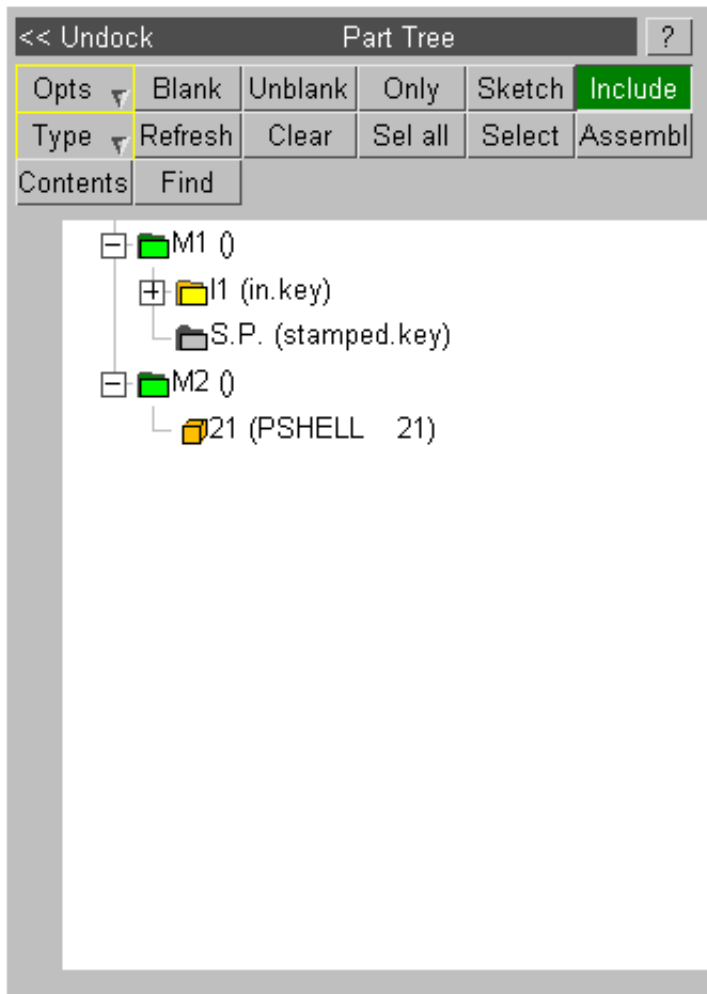 << Undock Part Tree ?
Opts Blank Unblank Only Sketch Include
Type Refresh Clear Sel all Select Assembl
Contents Find
M1 ()
I1 (in.key)
S.P. (stamped.key)
M2 ()
21 (PSHELL 21)